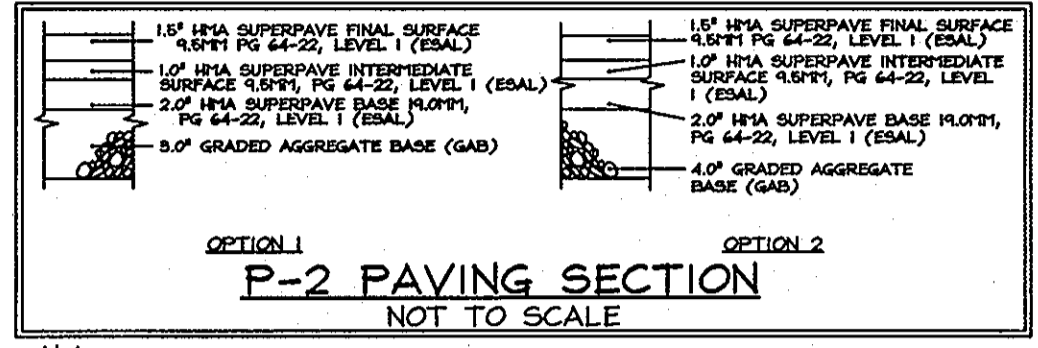 1.5" HMA SUPERPAVE FINAL SURFACE
9.5MM PG 64-22, LEVEL 1 (ESAL)
1.0" HMA SUPERPAVE INTERMEDIATE
SURFACE 9.5MM, PG 64-22, LEVEL 1 (ESAL)
2.0" HMA SUPERPAVE BASE 19.0MM,
PG 64-22, LEVEL 1 (ESAL)
8.0" GRADED AGGREGATE BASE (GAB)
OPTION 1
1.5" HMA SUPERPAVE FINAL SURFACE
9.5MM PG 64-22, LEVEL 1 (ESAL)
1.0" HMA SUPERPAVE INTERMEDIATE
SURFACE 9.5MM, PG 64-22, LEVEL
1 (ESAL)
2.0" HMA SUPERPAVE BASE 19.0MM,
PG 64-22, LEVEL 1 (ESAL)
4.0" GRADED AGGREGATE
BASE (GAB)
OPTION 2
P-2 PAVING SECTION
NOT TO SCALE